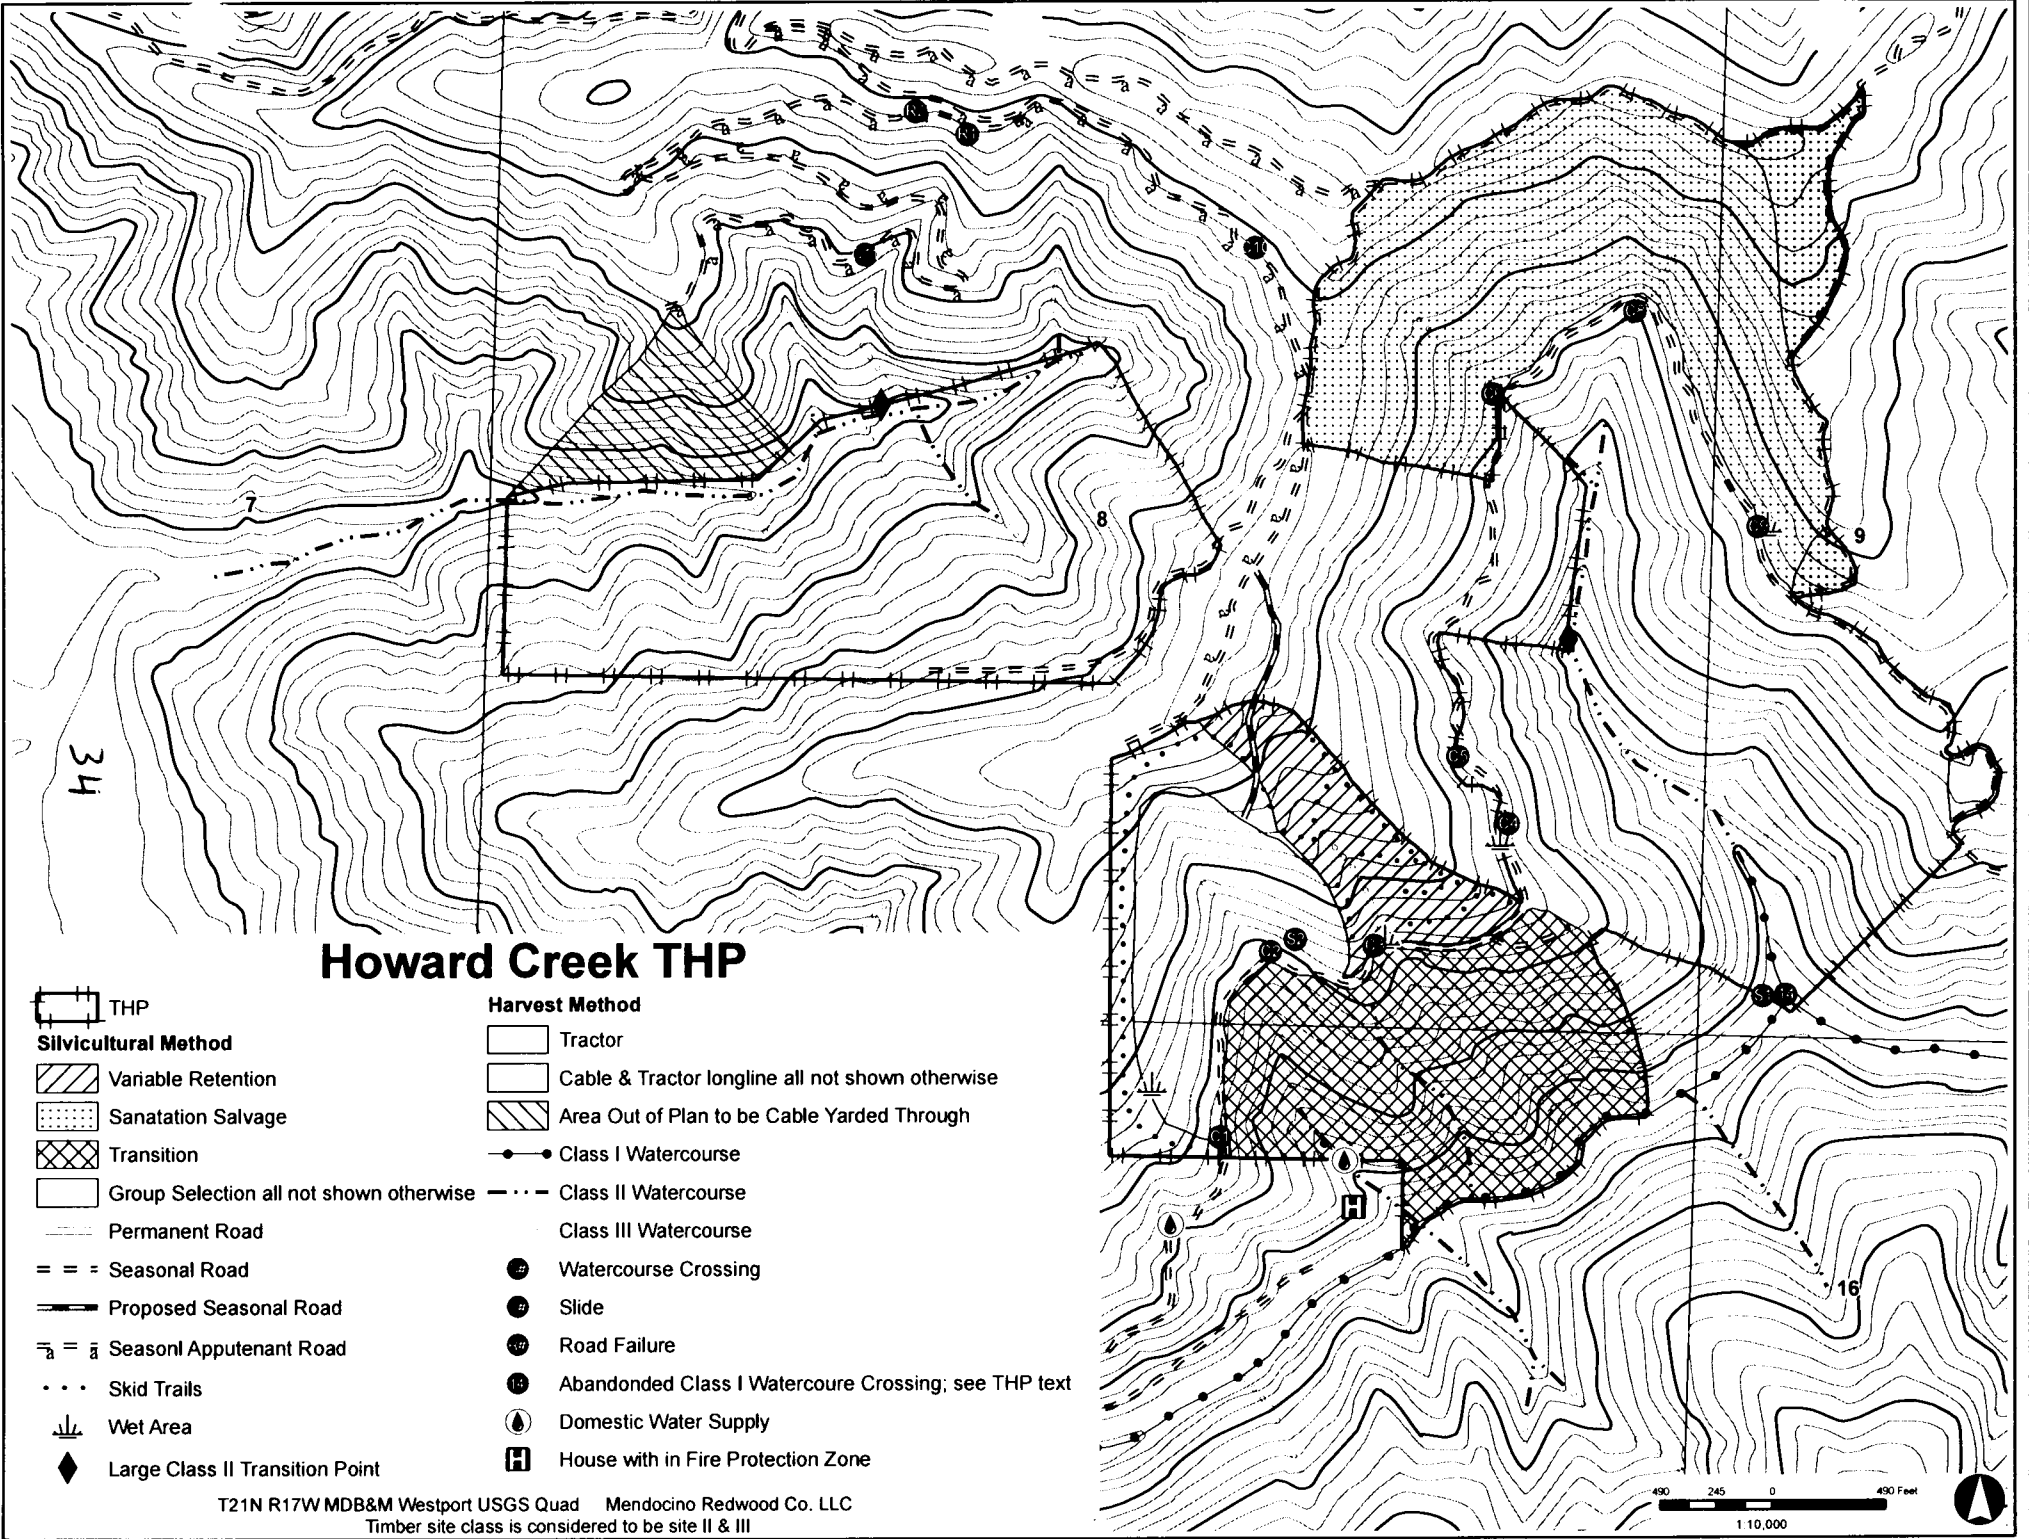 7
8
9
34
Howard Creek THP
THP
Silvicultural Method
Variable Retention
Sanatation Salvage
Transition
Group Selection all not shown otherwise
Permanent Road
Seasonal Road
Proposed Seasonal Road
Seasonl Apputenant Road
Skid Trails
Wet Area
Large Class II Transition Point
Harvest Method
Tractor
Cable & Tractor longline all not shown otherwise
Area Out of Plan to be Cable Yarded Through
Class I Watercourse
Class II Watercourse
Class III Watercourse
Watercourse Crossing
Slide
Road Failure
Abandonded Class I Watercoure Crossing; see THP text
Domestic Water Supply
H House with in Fire Protection Zone
T21N R17W MDB&M Westport USGS Quad Mendocino Redwood Co. LLC
Timber site class is considered to be site II & III
H
16
490 245 0 490 Feet
1:10,000